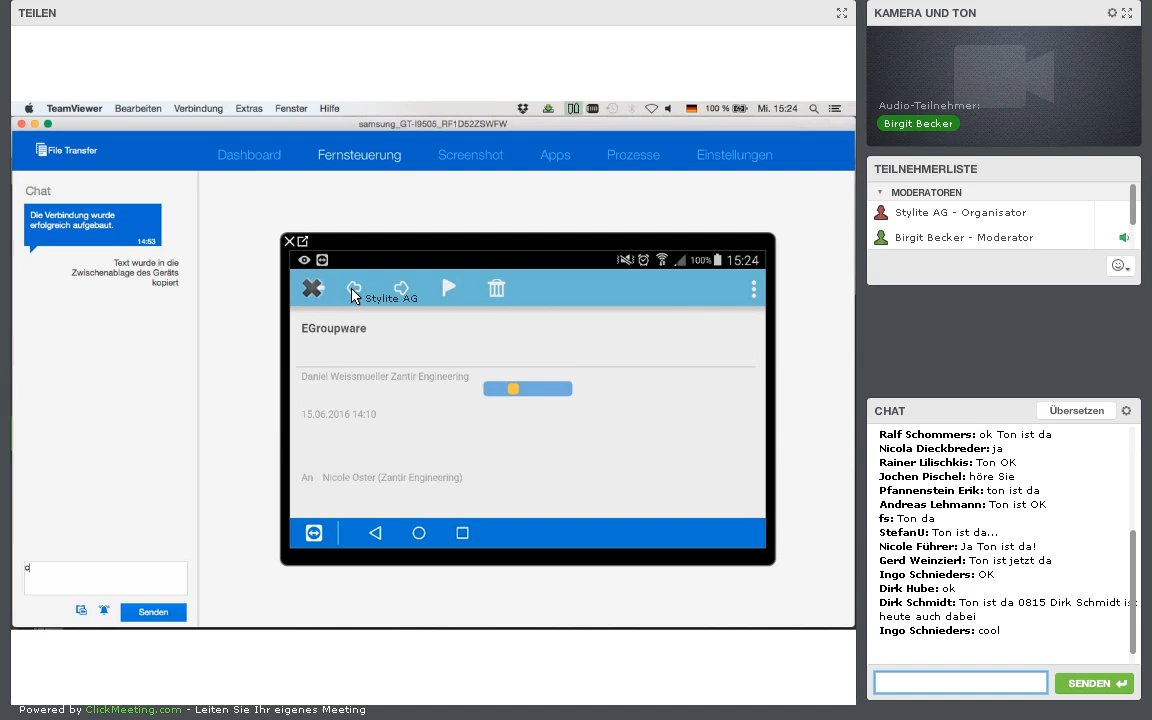 TEILEN
TeamViewer Bearbeiten Verbindung Extras Fenster Hilfe
100 % Mi. 15:24
samsung_GT-I9505_RF1D52ZSWFW
File Transfer
Dashboard Fernsteuerung Screenshot Apps Prozesse Einstellungen
Chat
Die Verbindung wurde
erfolgreich aufgebaut.
14:53
Text wurde in die
Zwischenablage des Geräts
kopiert
100% 15:24
Stylite AG
EGroupware
Daniel Weissmueller Zantir Engineering
15.06.2016 14:10
An Nicole Oster (Zantir Engineering)
Senden
KAMERA UND TON
Audio-Teilnehmer:
Birgit Becker
TEILNEHMERLISTE
MODERATOREN
Stylite AG - Organisator
Birgit Becker - Moderator
CHAT
Übersetzen
Ralf Schommers: ok Ton ist da
Nicola Dieckbreder: ja
Rainer Lilischkis: Ton OK
Jochen Pischel: höre Sie
Pfannenstein Erik: ton ist da
Andreas Lehmann: Ton ist OK
fs: Ton da
StefanU: Ton ist da...
Nicole Führer: Ja Ton ist da!
Gerd Weinzierl: Ton ist jetzt da
Ingo Schnieders: OK
Dirk Hube: ok
Dirk Schmidt: Ton ist da 0815 Dirk Schmidt ist
heute auch dabei
Ingo Schnieders: cool
SENDEN
Powered by ClickMeeting.com - Leiten Sie Ihr eigenes Meeting